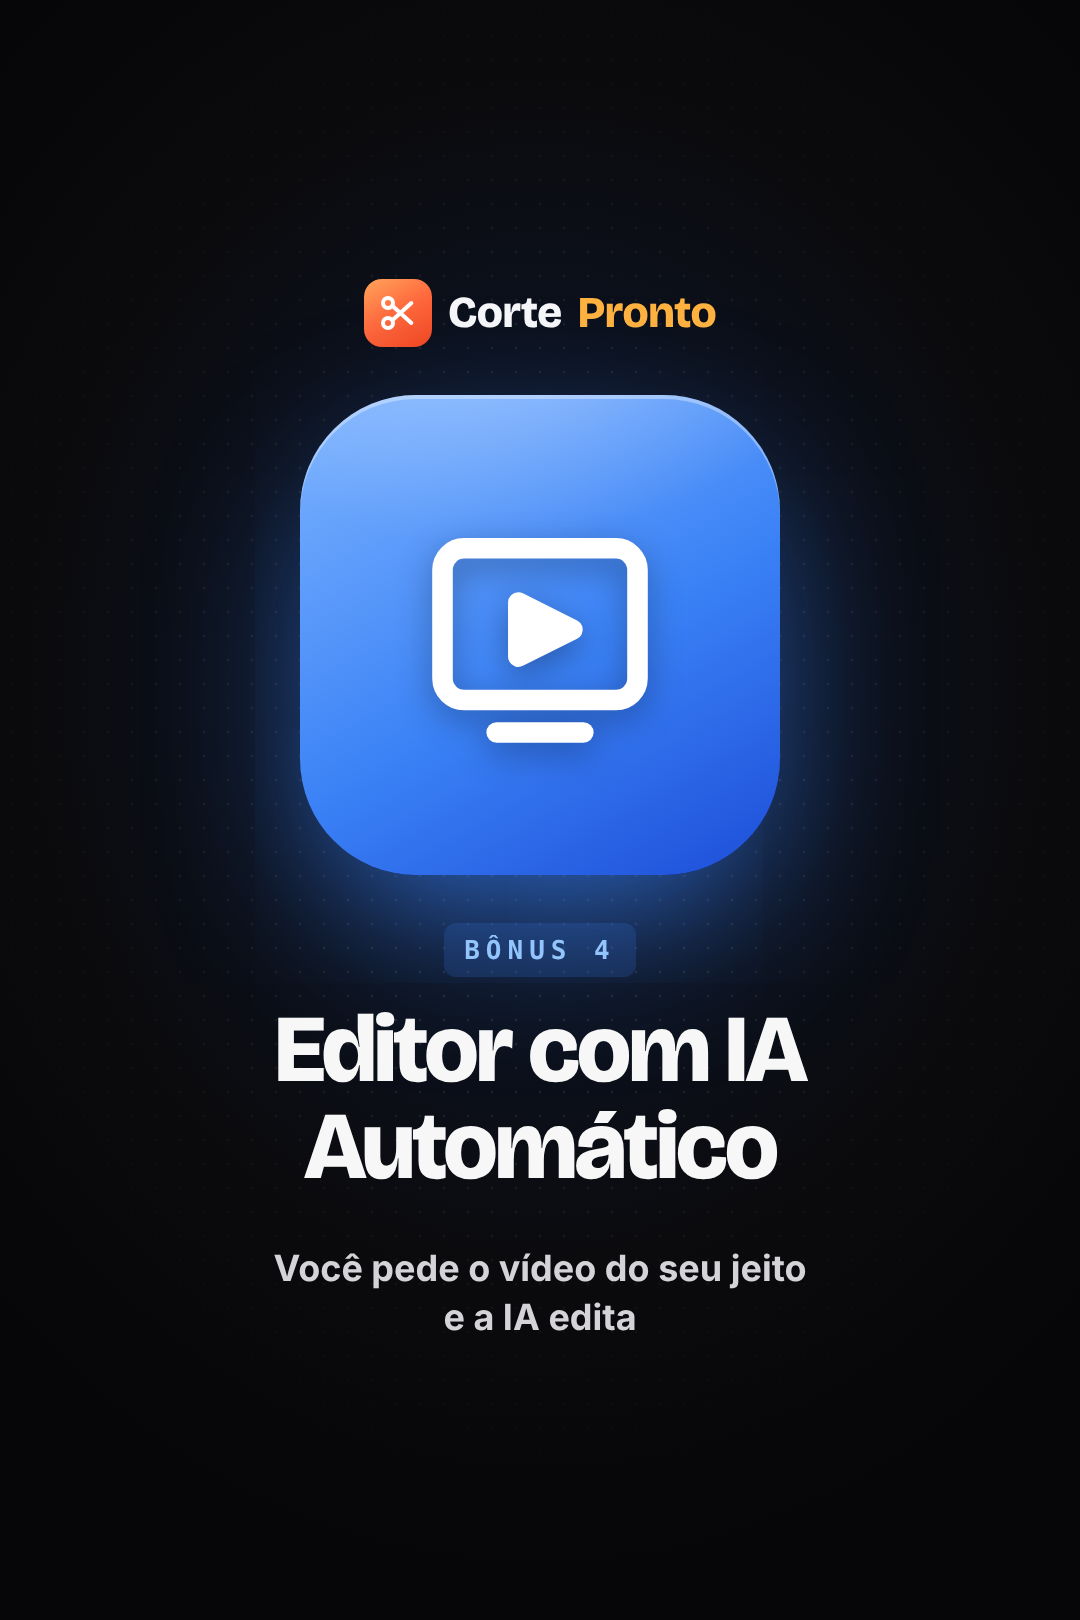 Corte Pronto
BÔNUS 4
Editor com IA
Automático
Você pede o vídeo do seu jeito
e a IA edita